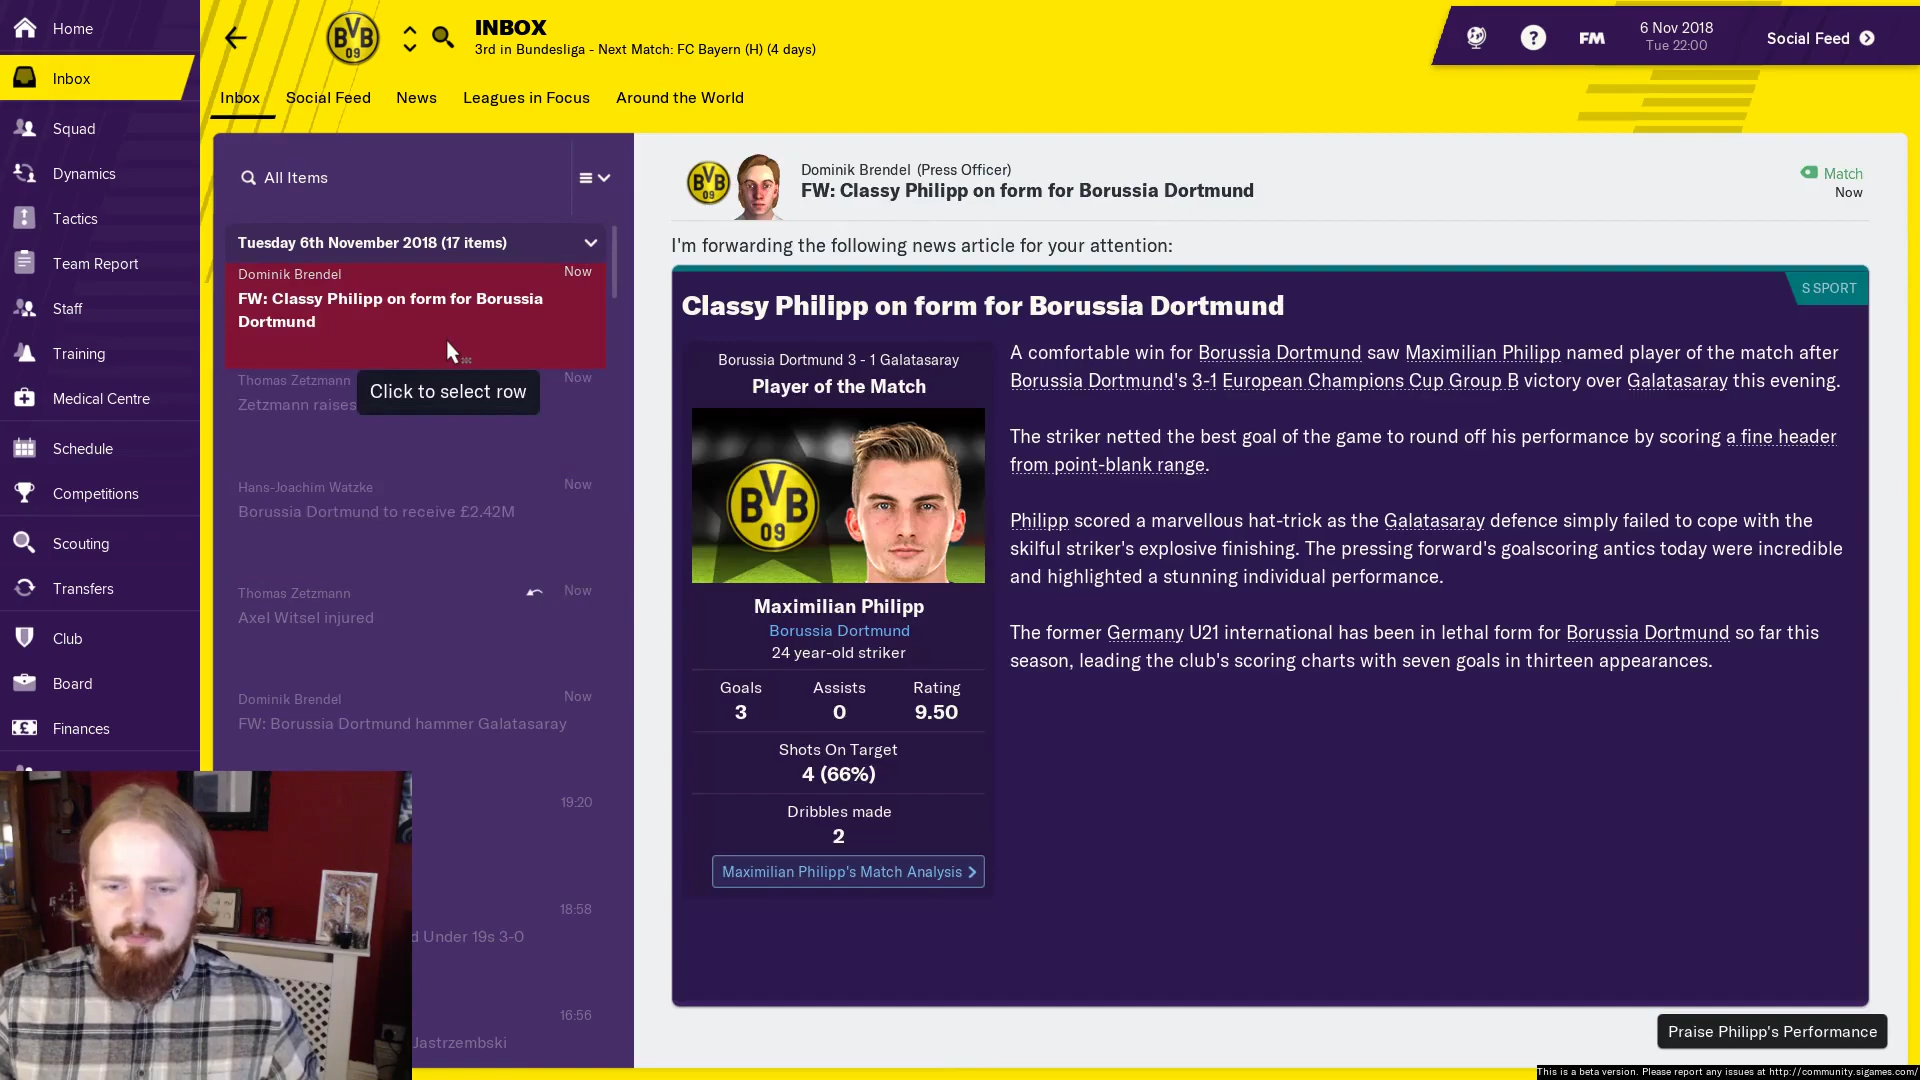 Home
Inbox
Squad
Dynamics
Tactics
Team Report
Staff
Training
Medical Centre
Schedule
Competitions
Scouting
Transfers
Club
Board
Finances
BVB
09
INBOX
3rd in Bundesliga - Next Match: FC Bayern (H) (4 days)
FM
6 Nov 2018
Tue 22:00
Social Feed
Inbox
Social Feed
News
Leagues in Focus
Around the World
All Items
Tuesday 6th November 2018 (17 items)
Dominik Brendel
Now
FW: Classy Philipp on form for Borussia
Dortmund
Thomas Zetzmann
Now
Zetzmann raises
Click to select row
Hans-Joachim Watzke
Now
Borussia Dortmund to receive £2.42M
Thomas Zetzmann
Now
Axel Witsel injured
Dominik Brendel
Now
FW: Borussia Dortmund hammer Galatasaray
19:20
18:58
d Under 19s 3-0
16:56
Jastrzembski
BVB
09
Dominik Brendel (Press Officer)
FW: Classy Philipp on form for Borussia Dortmund
Match
Now
I'm forwarding the following news article for your attention:
S SPORT
Classy Philipp on form for Borussia Dortmund
Borussia Dortmund 3 - 1 Galatasaray
Player of the Match
BVB
09
Maximilian Philipp
Borussia Dortmund
24 year-old striker
Goals Assists Rating
3 0 9.50
Shots On Target
4 (66%)
Dribbles made
2
Maximilian Philipp's Match Analysis
A comfortable win for Borussia Dortmund saw Maximilian Philipp named player of the match after
Borussia Dortmund's 3-1 European Champions Cup Group B victory over Galatasaray this evening.
The striker netted the best goal of the game to round off his performance by scoring a fine header
from point-blank range.
Philipp scored a marvellous hat-trick as the Galatasaray defence simply failed to cope with the
skilful striker's explosive finishing. The pressing forward's goalscoring antics today were incredible
and highlighted a stunning individual performance.
The former Germany U21 international has been in lethal form for Borussia Dortmund so far this
season, leading the club's scoring charts with seven goals in thirteen appearances.
Praise Philipp's Performance
This is a beta version. Please report any issues at http://community.sigames.com/